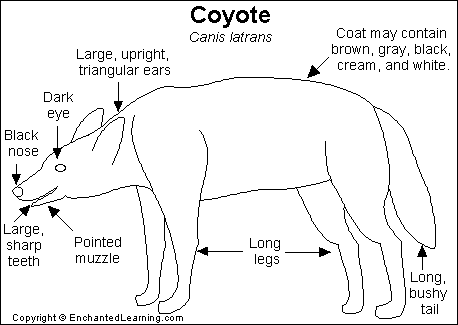 Coyote
Canis latrans
Coat may contain
brown, gray, black,
cream, and white.
Large, upright,
triangular ears
Dark
eye
Black
nose
Large,
sharp
teeth
Pointed
muzzle
Long
legs
Long,
bushy
tail
Copyright © EnchantedLearning.com